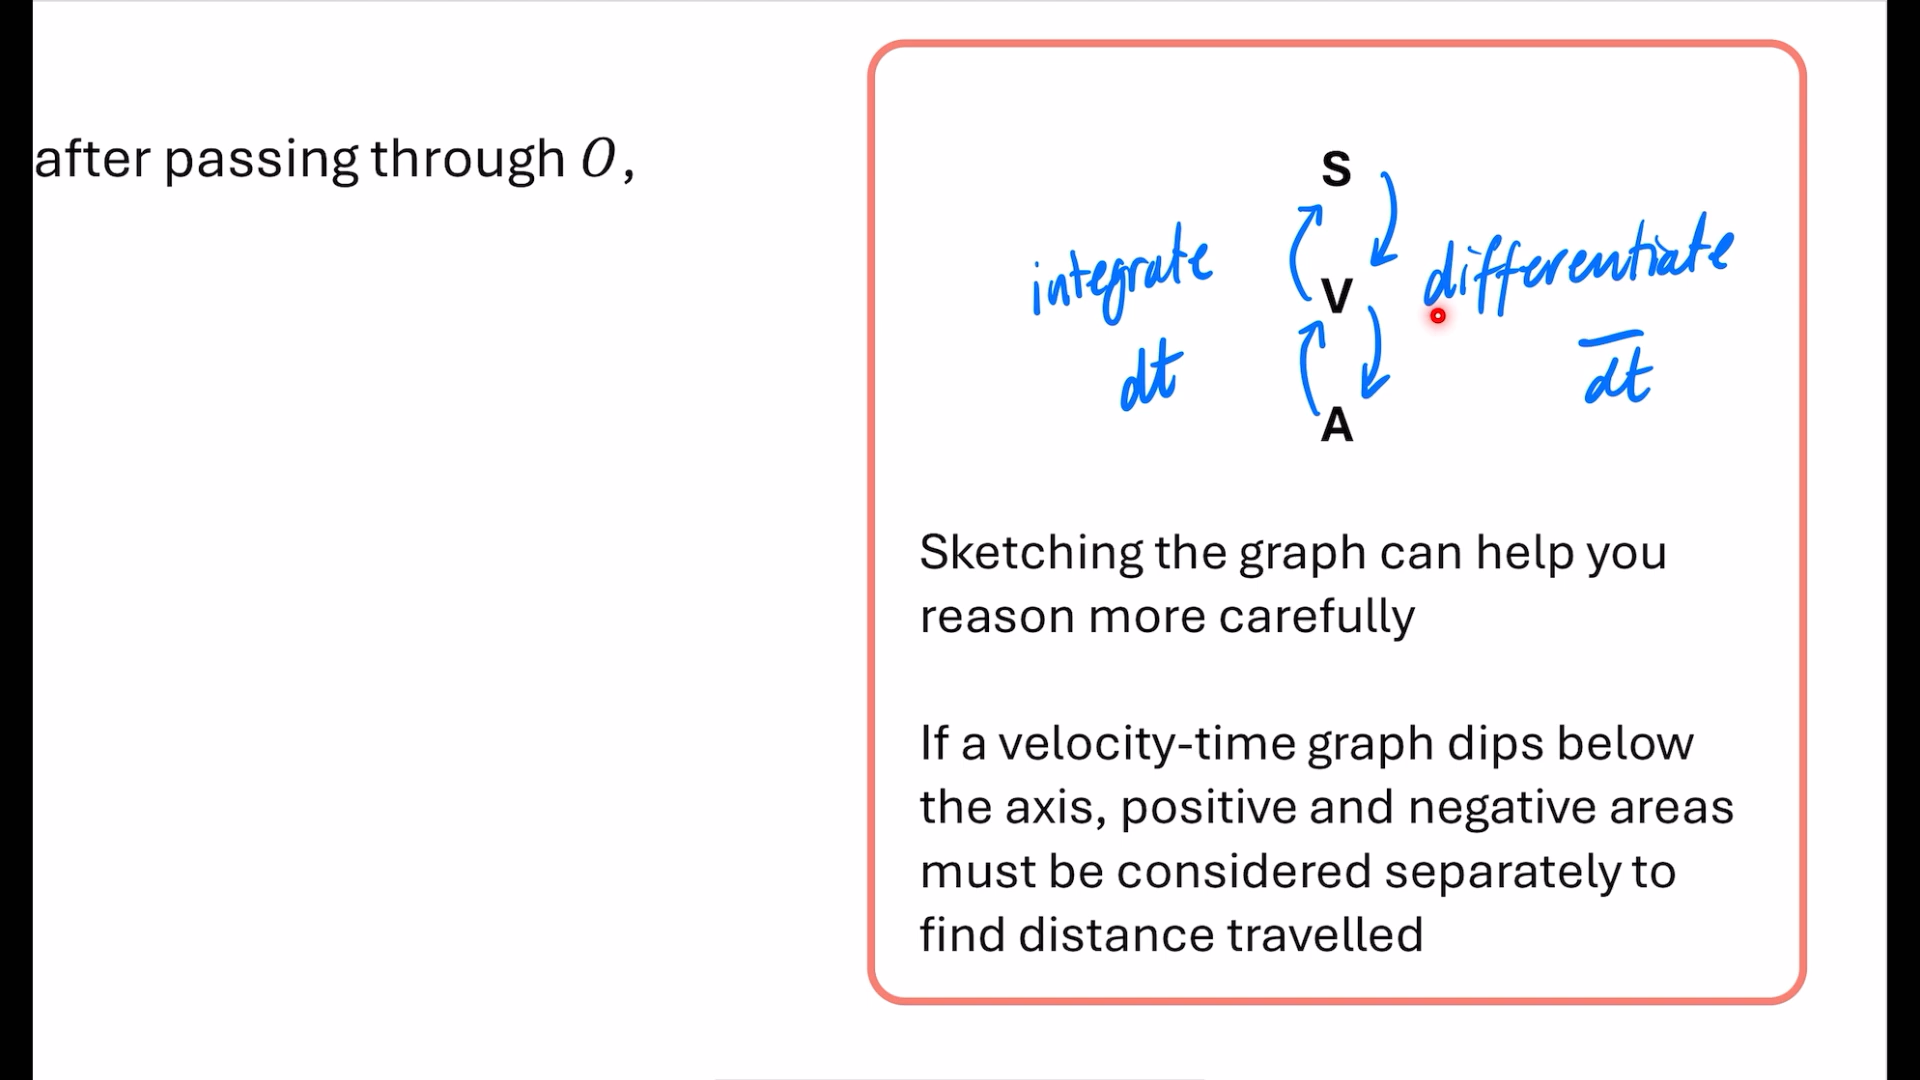 after passing through O,
S
integrate
differentiate
V
dt
dt
A
Sketching the graph can help you
reason more carefully
If a velocity-time graph dips below
the axis, positive and negative areas
must be considered separately to
find distance travelled